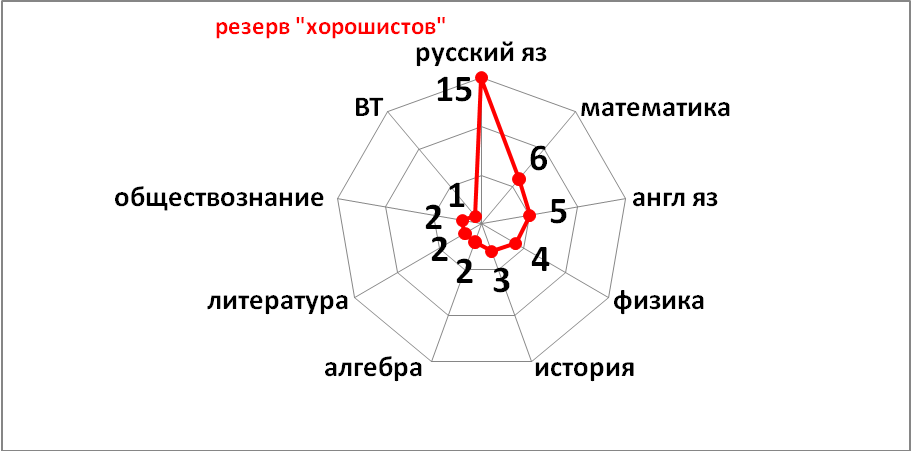 резерв "хорошистов"
русский яз
15
ВТ
математика
6
обществознание
1
англ яз
2
5
2
4
2
3
литература
физика
алгебра
история